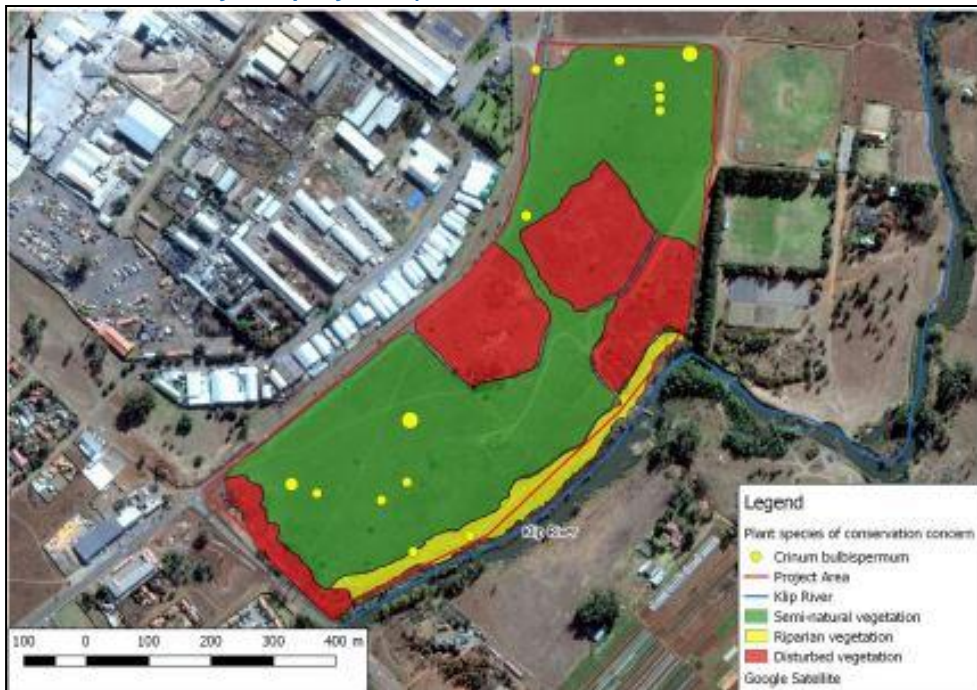 Klip River
Legend
Plant species of conservation concern
Crinum bulbispermum
Project Area
Klip River
Semi-natural vegetation
Riparian vegetation
Disturbed vegetation
Google Satellite
100 0 100 200 300 400 m